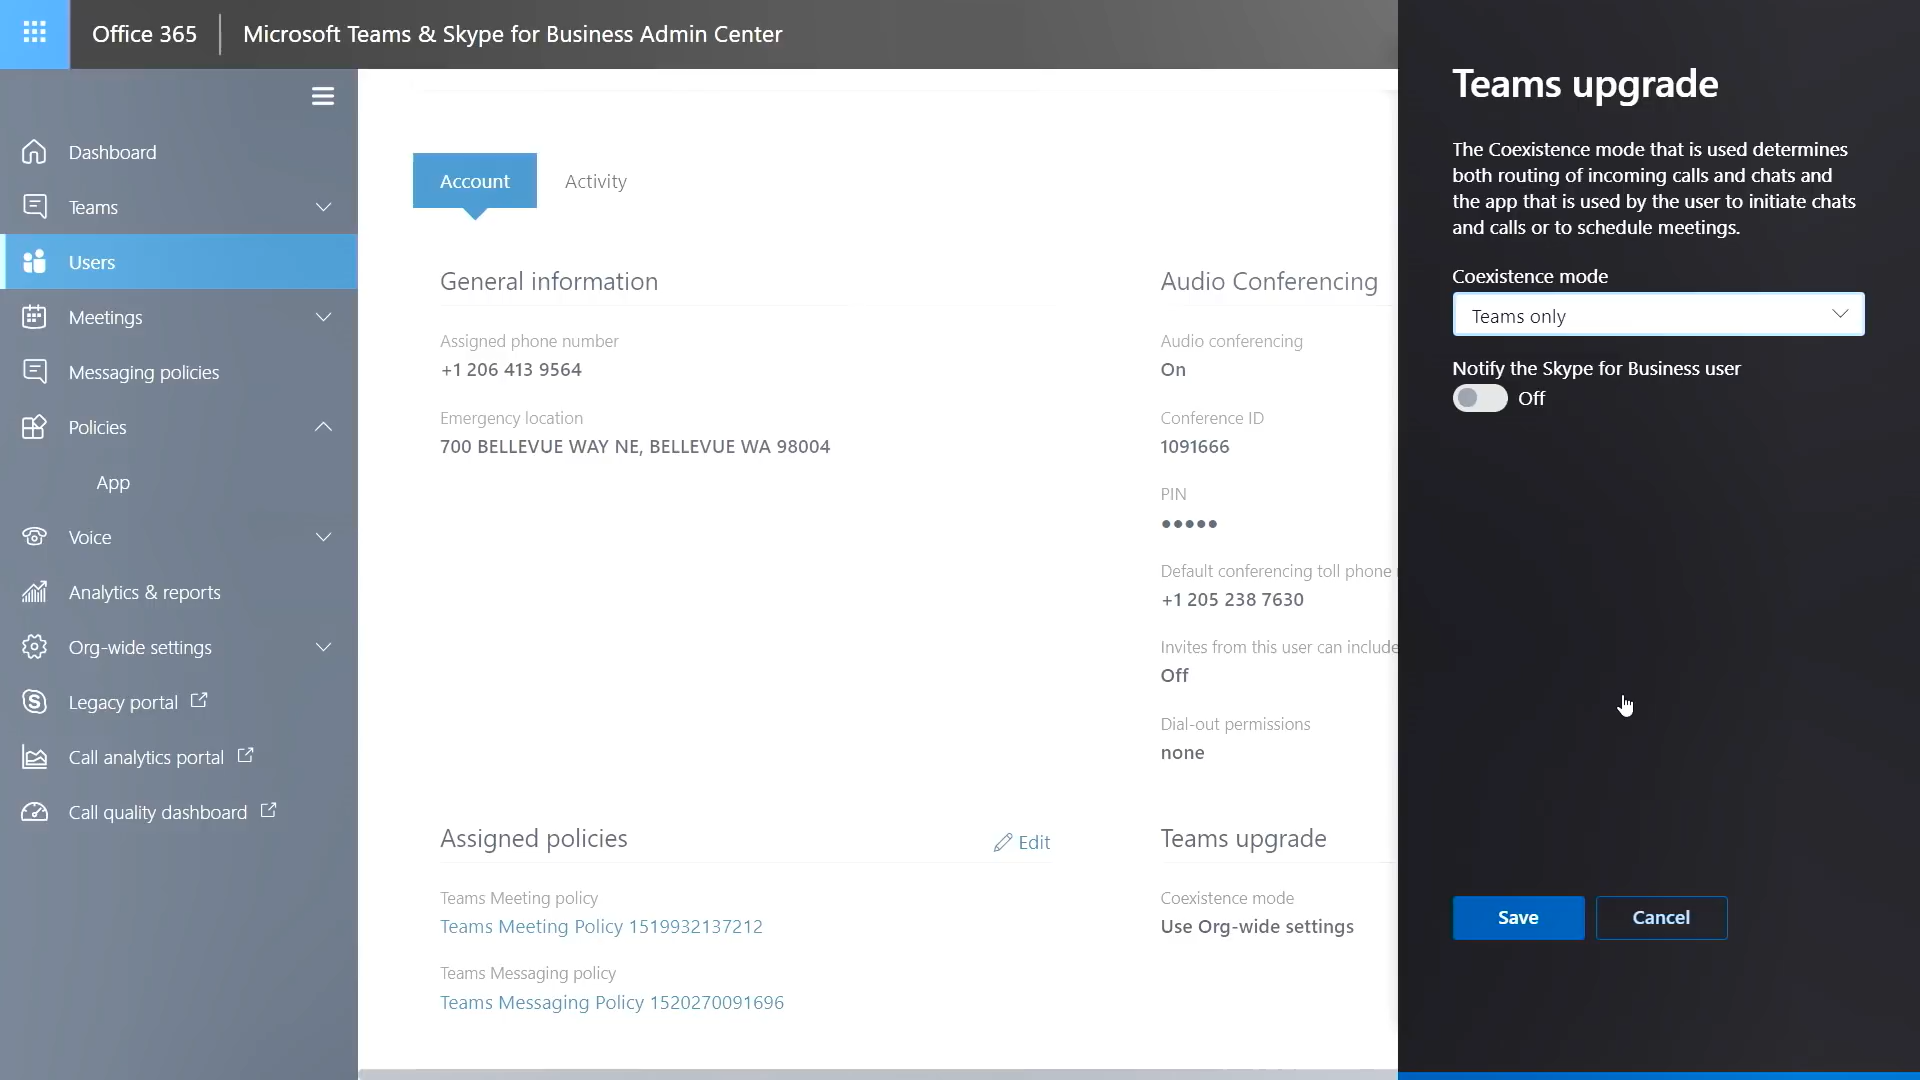 Office 365
Microsoft Teams & Skype for Business Admin Center
Dashboard
Teams
Users
Meetings
Messaging policies
Policies
App
Voice
Analytics & reports
Org-wide settings
Legacy portal
Call analytics portal
Call quality dashboard
Account
Activity
General information
Assigned phone number
+1 206 413 9564
Emergency location
700 BELLEVUE WAY NE, BELLEVUE WA 98004
Audio Conferencing
Audio conferencing
On
Conference ID
1091666
PIN
•••••
Default conferencing toll phone
+1 205 238 7630
Invites from this user can include
Off
Dial-out permissions
none
Assigned policies
Edit
Teams Meeting policy
Teams Meeting Policy 1519932137212
Teams Messaging policy
Teams Messaging Policy 1520270091696
Teams upgrade
Coexistence mode
Use Org-wide settings
Teams upgrade
The Coexistence mode that is used determines
both routing of incoming calls and chats and
the app that is used by the user to initiate chats
and calls or to schedule meetings.
Coexistence mode
Teams only
Notify the Skype for Business user
Off
Save
Cancel